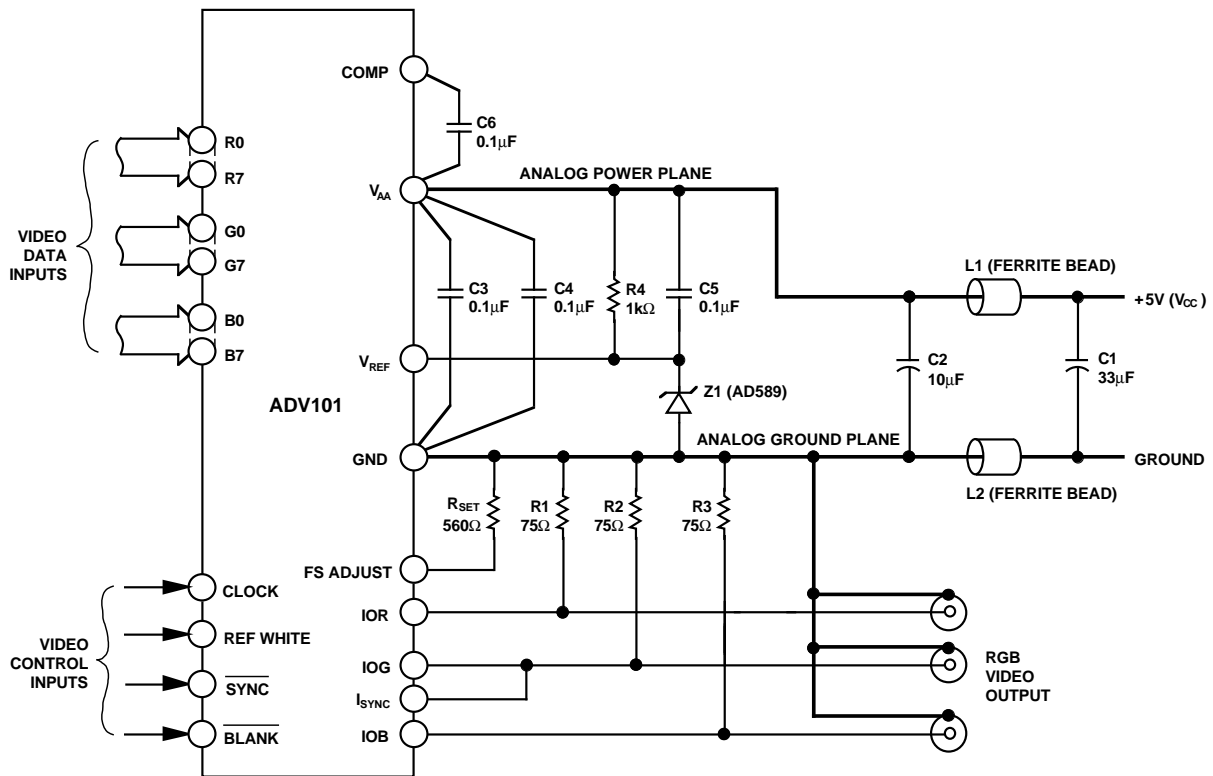 COMP
C6
0.1μF
R0
R7
G0
G7
B0
B7
VIDEO
DATA
INPUTS
VAA
ANALOG POWER PLANE
C3
0.1μF
C4
0.1μF
R4
1kΩ
C5
0.1μF
L1 (FERRITE BEAD)
+5V (VCC)
C2
10μF
C1
33μF
VREF
Z1 (AD589)
ADV101
ANALOG GROUND PLANE
GND
GROUND
L2 (FERRITE BEAD)
RSET
560Ω
R1
75Ω
R2
75Ω
R3
75Ω
FS ADJUST
CLOCK
REF WHITE
SYNC
BLANK
VIDEO
CONTROL
INPUTS
IOR
IOG
ISYNC
IOB
RGB
VIDEO
OUTPUT